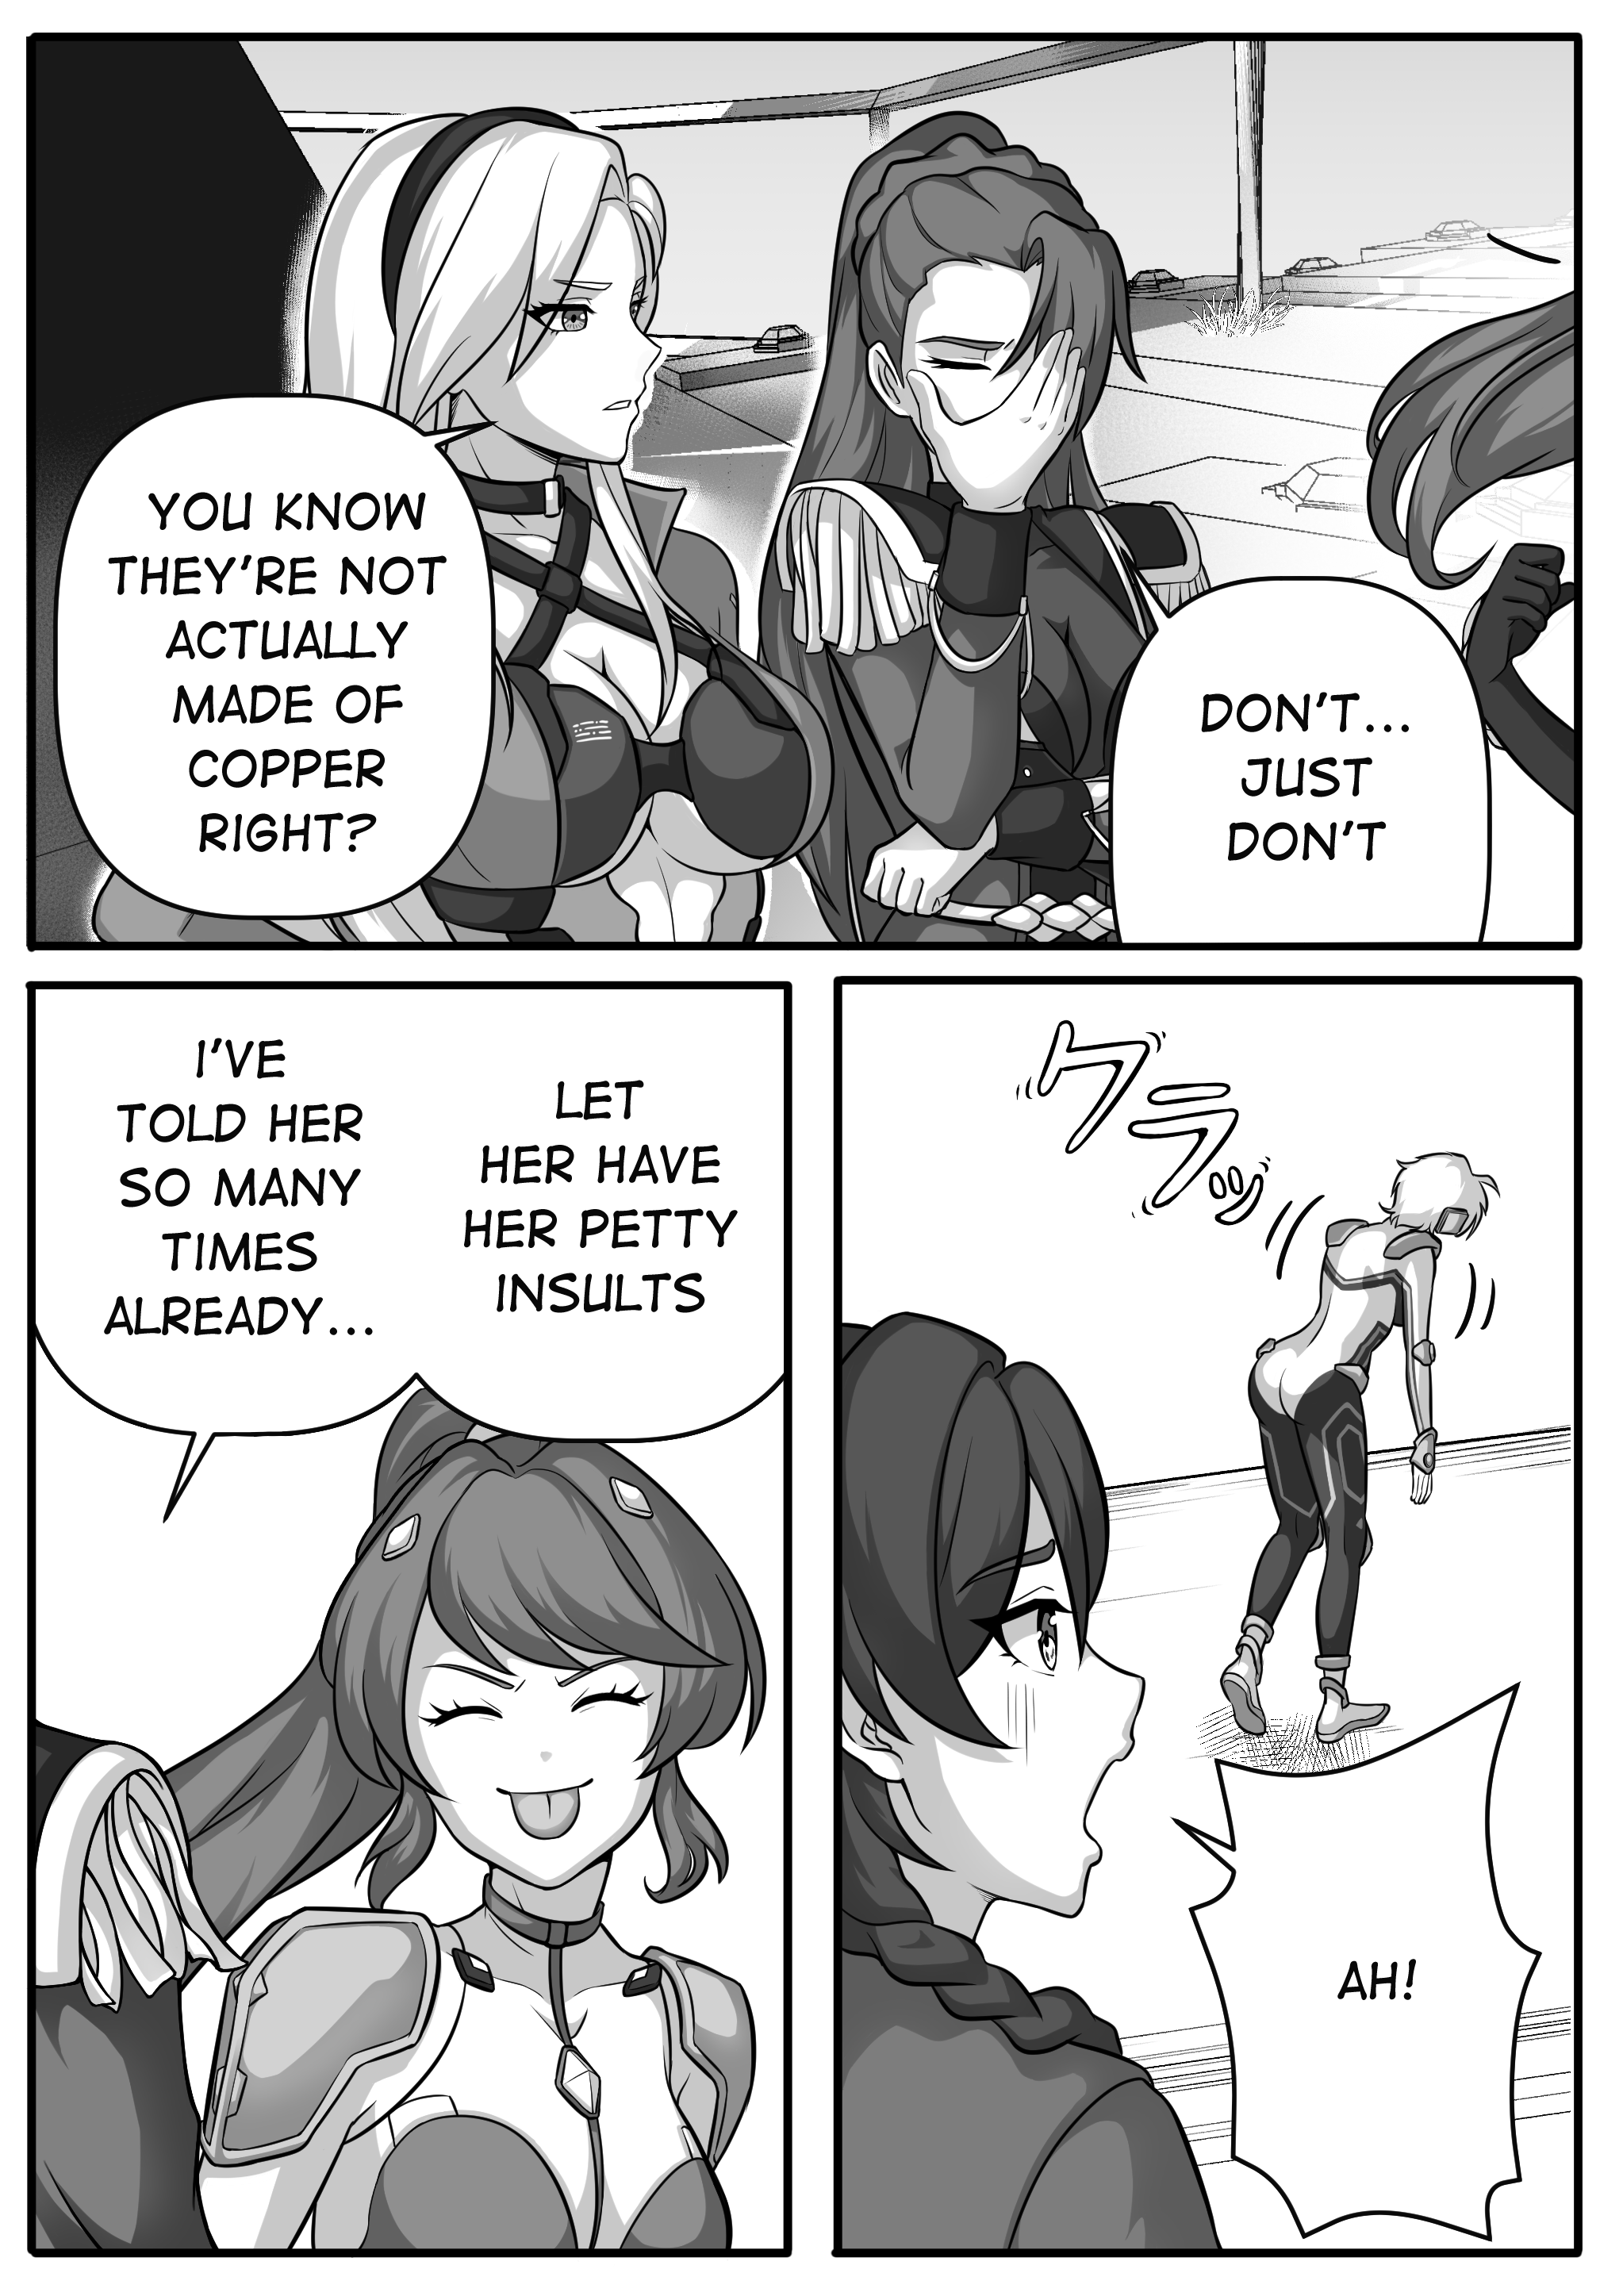 YOU KNOW
THEY'RE NOT
ACTUALLY
MADE OF
COPPER
RIGHT?
DON'T...
JUST
DON'T
I'VE
TOLD HER
SO MANY
TIMES
ALREADY...
LET
HER HAVE
HER PETTY
INSULTS
クラッ
AH!